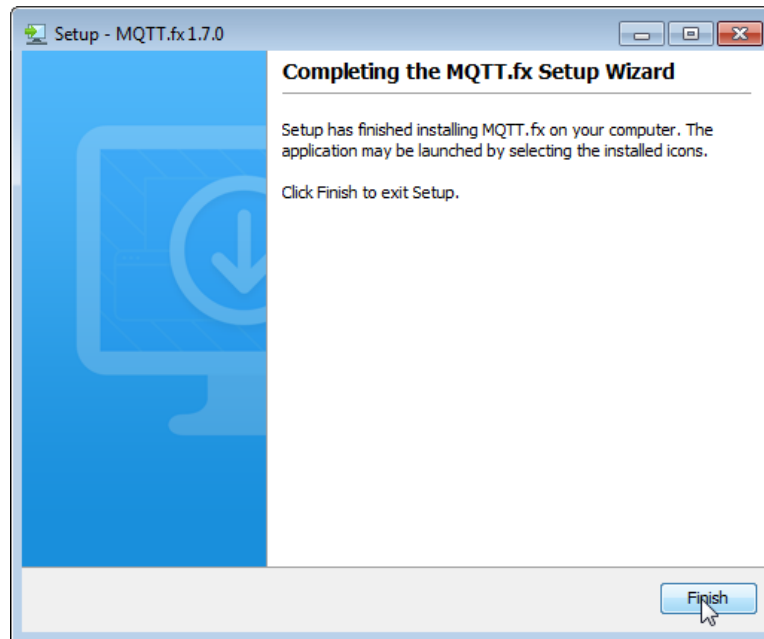 Setup - MQTT.fx 1.7.0
Completing the MQTT.fx Setup Wizard
Setup has finished installing MQTT.fx on your computer. The
application may be launched by selecting the installed icons.
Click Finish to exit Setup.
Finish